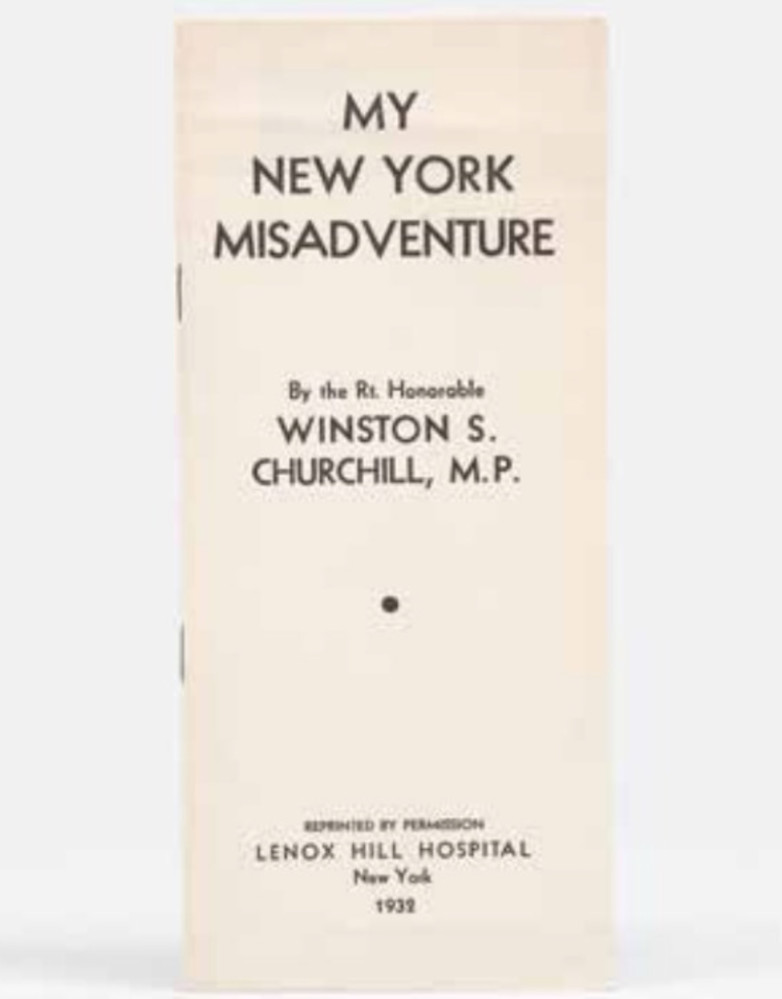 MY
NEW YORK
MISADVENTURE
By the Rt. Honorable
WINSTON S.
CHURCHILL, M.P.
REPRINTED BY PERMISSION
LENOX HILL HOSPITAL
New York
1932